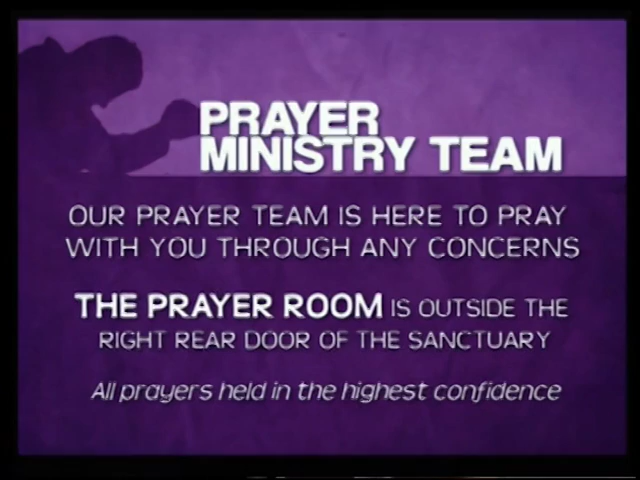 PRAYER
MINISTRY TEAM
OUR PRAYER TEAM IS HERE TO PRAY
WITH YOU THROUGH ANY CONCERNS
THE PRAYER ROOM IS OUTSIDE THE
RIGHT REAR DOOR OF THE SANCTUARY
All prayers held in the highest confidence